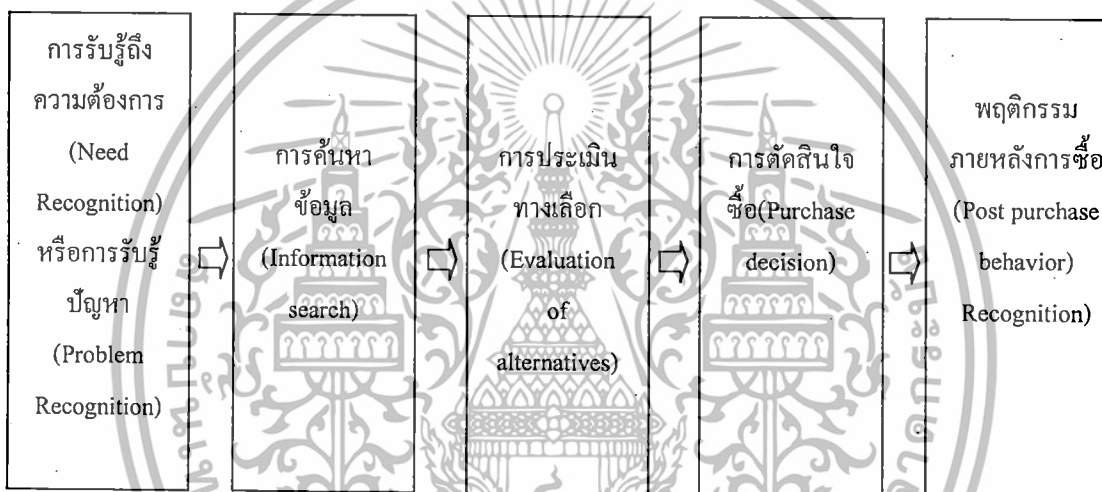 การรับรู้ถึง
ความต้องการ
(Need
Recognition)
หรือการรับรู้
ปัญหา
(Problem
Recognition)
การค้นหา
ข้อมูล
(Information
search)
การประเมิน
ทางเลือก
(Evaluation
of
alternatives)
การตัดสินใจ
ซื้อ(Purchase
decision)
พฤติกรรม
ภายหลังการซื้อ
(Post purchase
behavior)
Recognition)